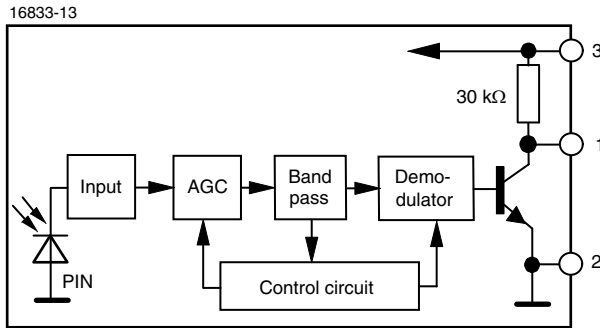 16833-13
3
30 kΩ
1
Input
AGC
Band
pass
Demo-
dulator
2
PIN
Control circuit